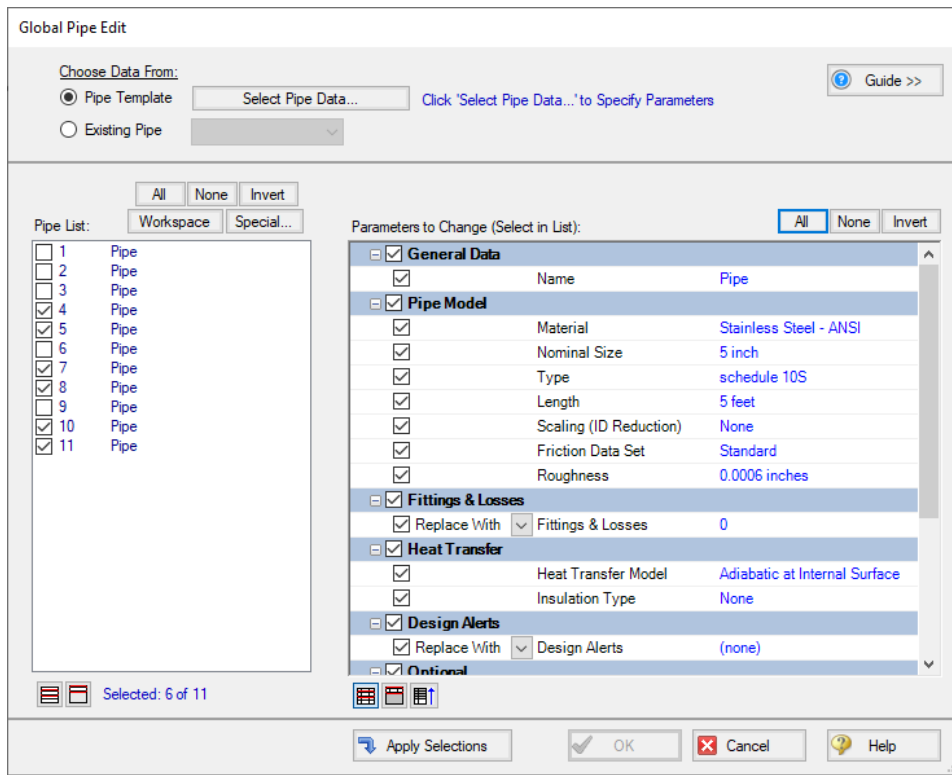 Global Pipe Edit
Choose Data From:
Pipe Template Select Pipe Data... Click 'Select Pipe Data...' to Specify Parameters Guide >>
Existing Pipe
All None Invert
Pipe List: Workspace Special...
1 Pipe
2 Pipe
3 Pipe
4 Pipe
5 Pipe
6 Pipe
7 Pipe
8 Pipe
9 Pipe
10 Pipe
11 Pipe
Selected: 6 of 11
Parameters to Change (Select in List): All None Invert
General Data
Name Pipe
Pipe Model
Material Stainless Steel - ANSI
Nominal Size 5 inch
Type schedule 10S
Length 5 feet
Scaling (ID Reduction) None
Friction Data Set Standard
Roughness 0.0006 inches
Fittings & Losses
Replace With Fittings & Losses 0
Heat Transfer
Heat Transfer Model Adiabatic at Internal Surface
Insulation Type None
Design Alerts
Replace With Design Alerts (none)
Optional
Apply Selections OK Cancel Help